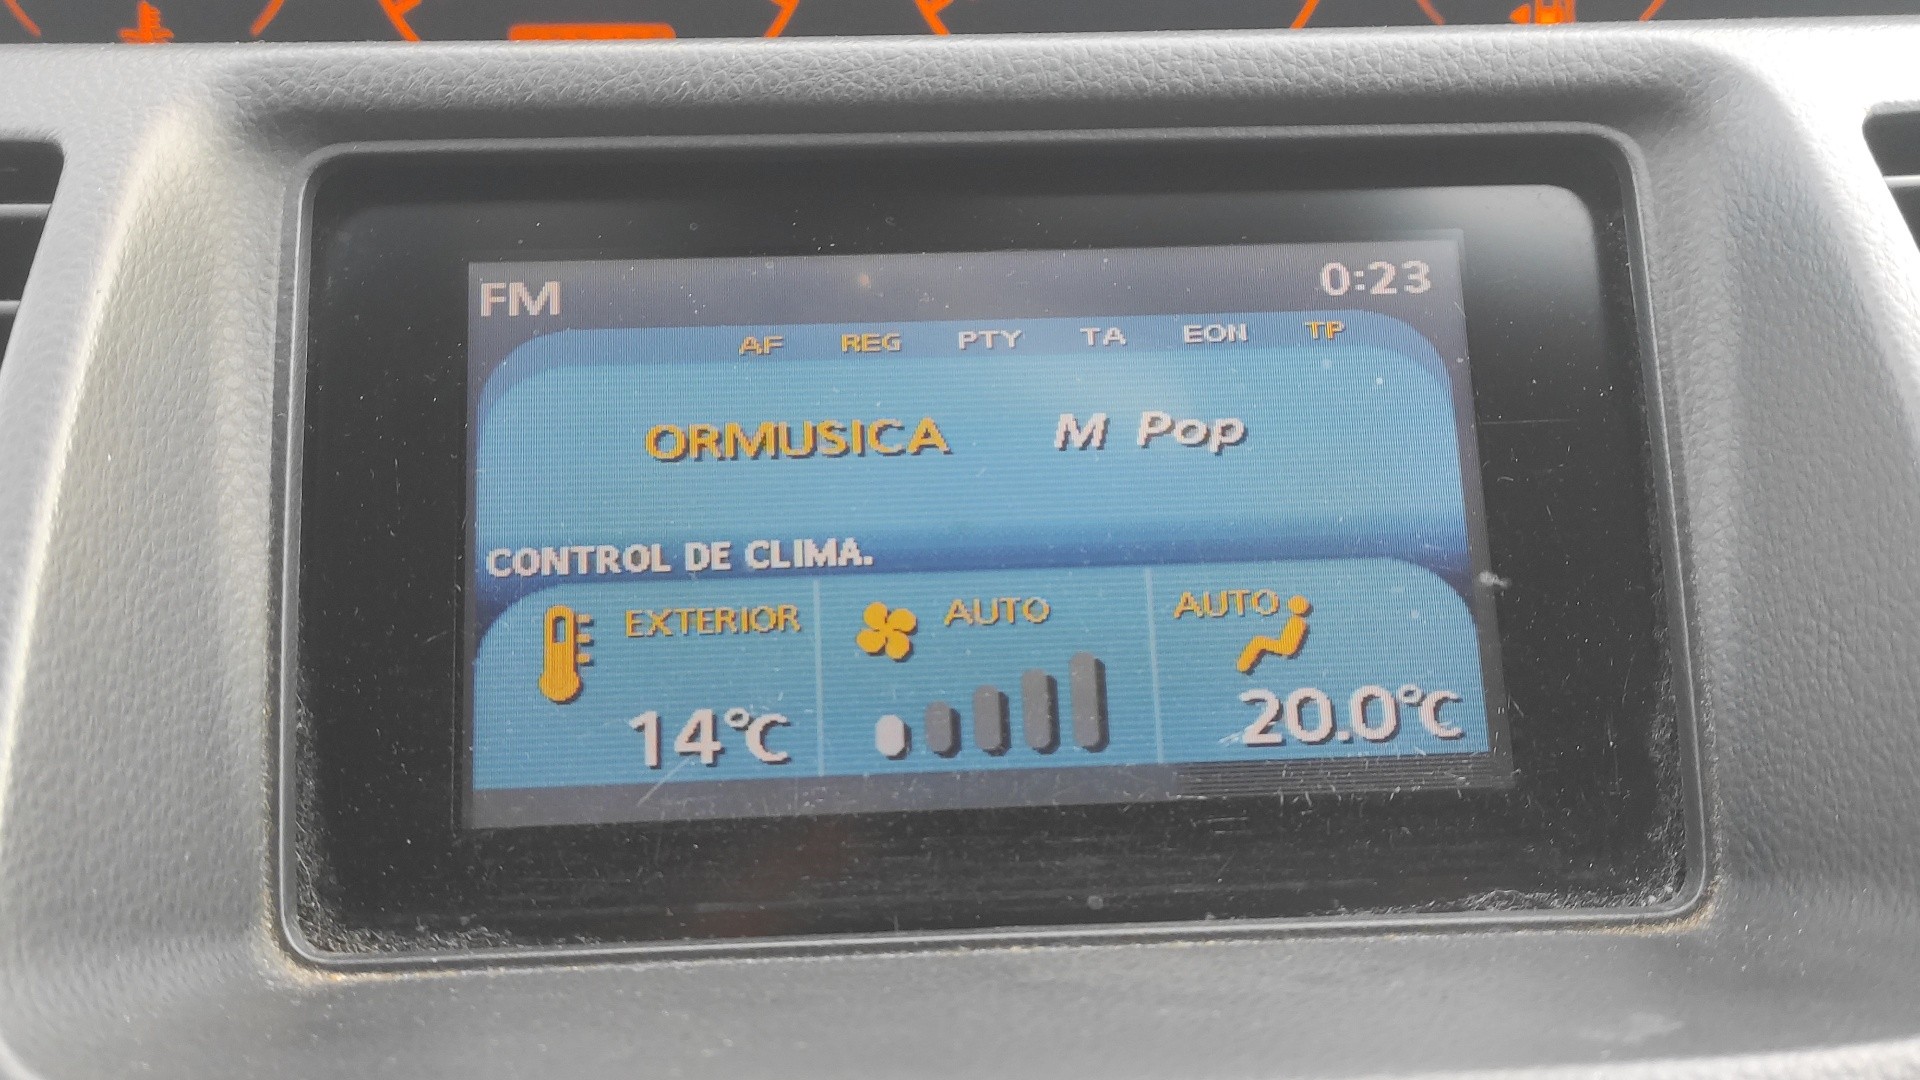 FM 0:23
AF REG PTY TA EON TP
ORMUSICA M Pop
CONTROL DE CLIMA.
EXTERIOR AUTO AUTO
14°C 20.0°C